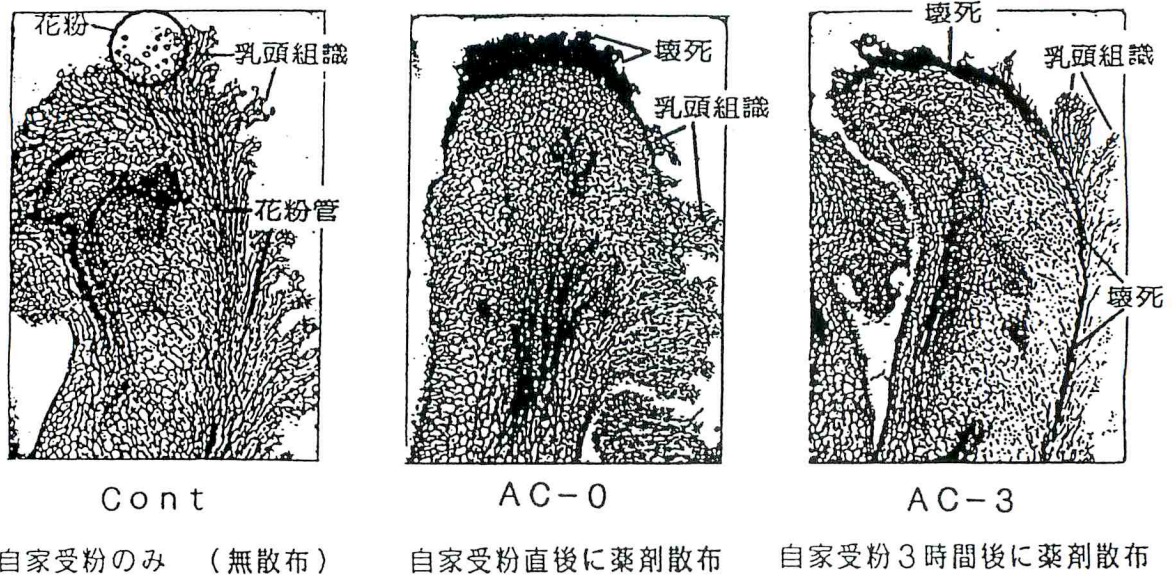 花粉
乳頭組識
花粉管
Cont
自家受粉のみ （無散布）
壊死
乳頭組識
AC-0
自家受粉直後に薬剤散布
壊死
乳頭組識
壊死
AC-3
自家受粉3時間後に薬剤散布